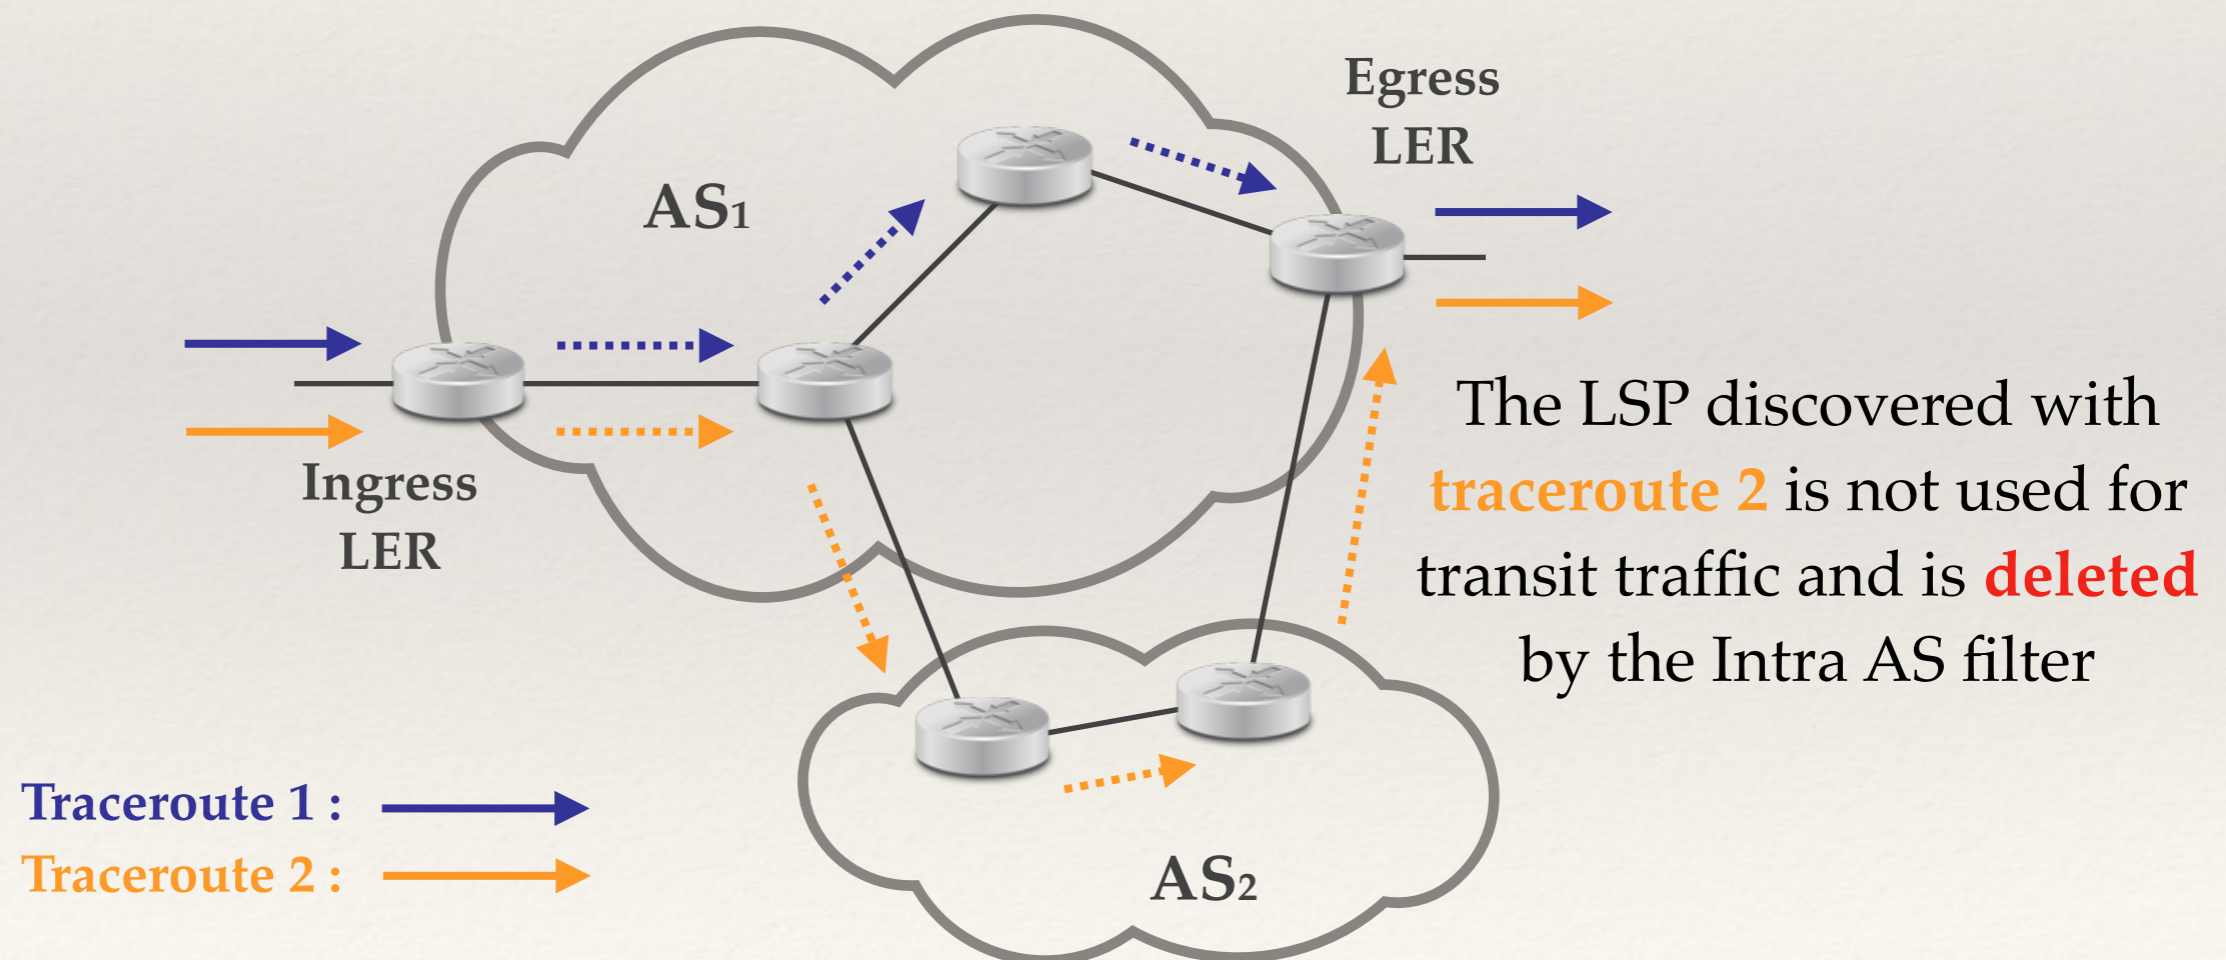 Egress
LER
AS1
Ingress
LER
The LSP discovered with
traceroute 2 is not used for
transit traffic and is deleted
by the Intra AS filter
Traceroute 1 :
Traceroute 2 :
AS2